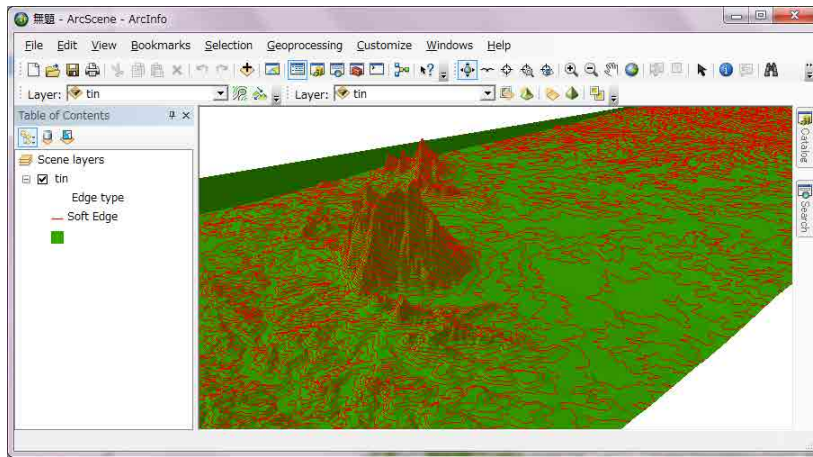 無題 - ArcScene - ArcInfo
File Edit View Bookmarks Selection Geoprocessing Customize Windows Help
Layer: tin Layer: tin
Table of Contents
Scene layers
tin
Edge type
Soft Edge
Catalog
Search